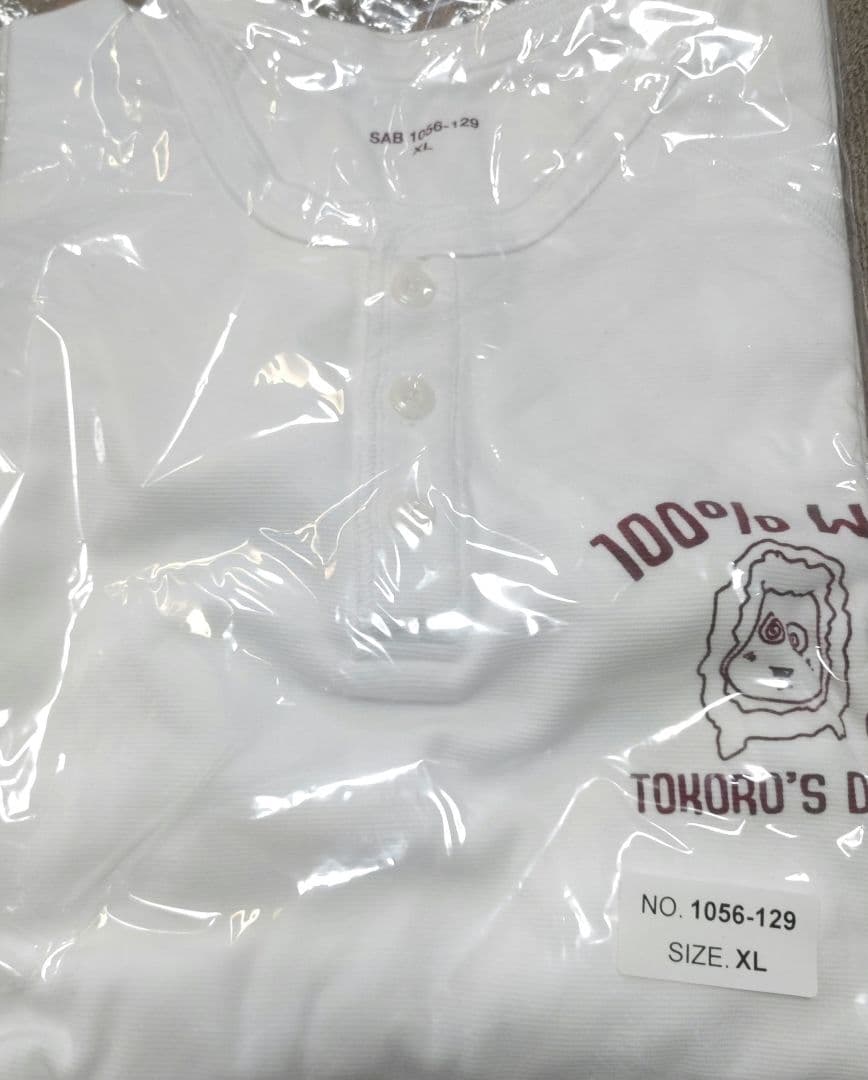 SAB 1056-129
XL
100% W
TOKORO'S D
NO. 1056-129
SIZE. XL